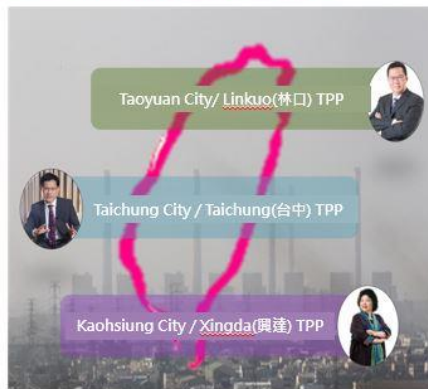 Taoyuan City/ Linkuo(林口) TPP
Taichung City / Taichung(台中) TPP
Kaohsiung City / Xingda(興達) TPP